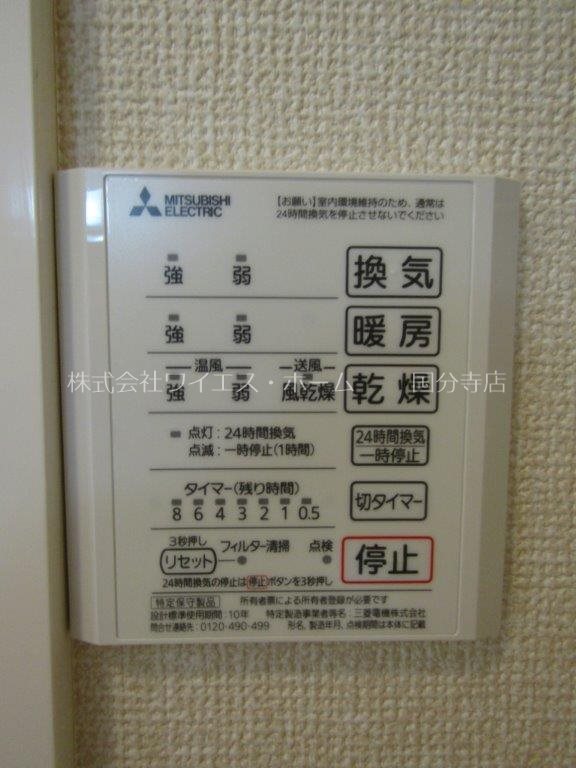 MITSUBISHI
ELECTRIC
【お願い】室内環境維持のため、通常は
24時間換気を停止させないでください
強 弱 換気
強 弱 暖房
温風 送風
強 弱 風乾燥 乾燥
株式会社ワイエス・ホーム 国分寺店
点灯：24時間換気
点滅：一時停止(1時間)
24時間換気
一時停止
タイマー(残り時間)
8 6 4 3 2 1 0.5
切タイマー
3秒押し
リセット フィルター清掃 点検
停止
24時間換気の停止は停止ボタンを3秒押し
特定保守製品 所有者票による所有者登録が必要です
設計標準使用期間：10年 特定製造事業者等名：三菱電機株式会社
問合せ連絡先：0120-490-499 形名、製造年月、点検期間は本体に記載